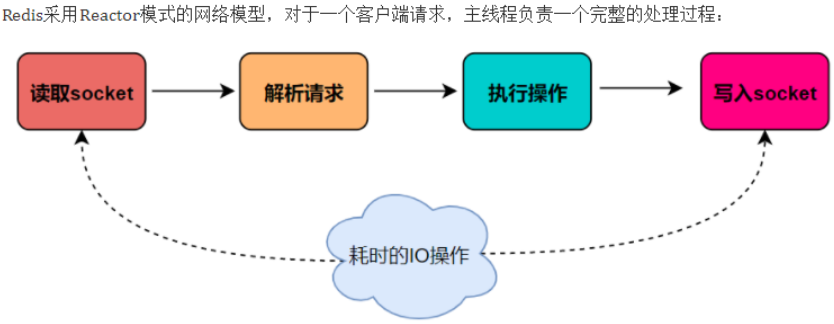 Redis采用Reactor模式的网络模型，对于一个客户端请求，主线程负责一个完整的处理过程：
读取socket
解析请求
执行操作
写入socket
耗时的IO操作